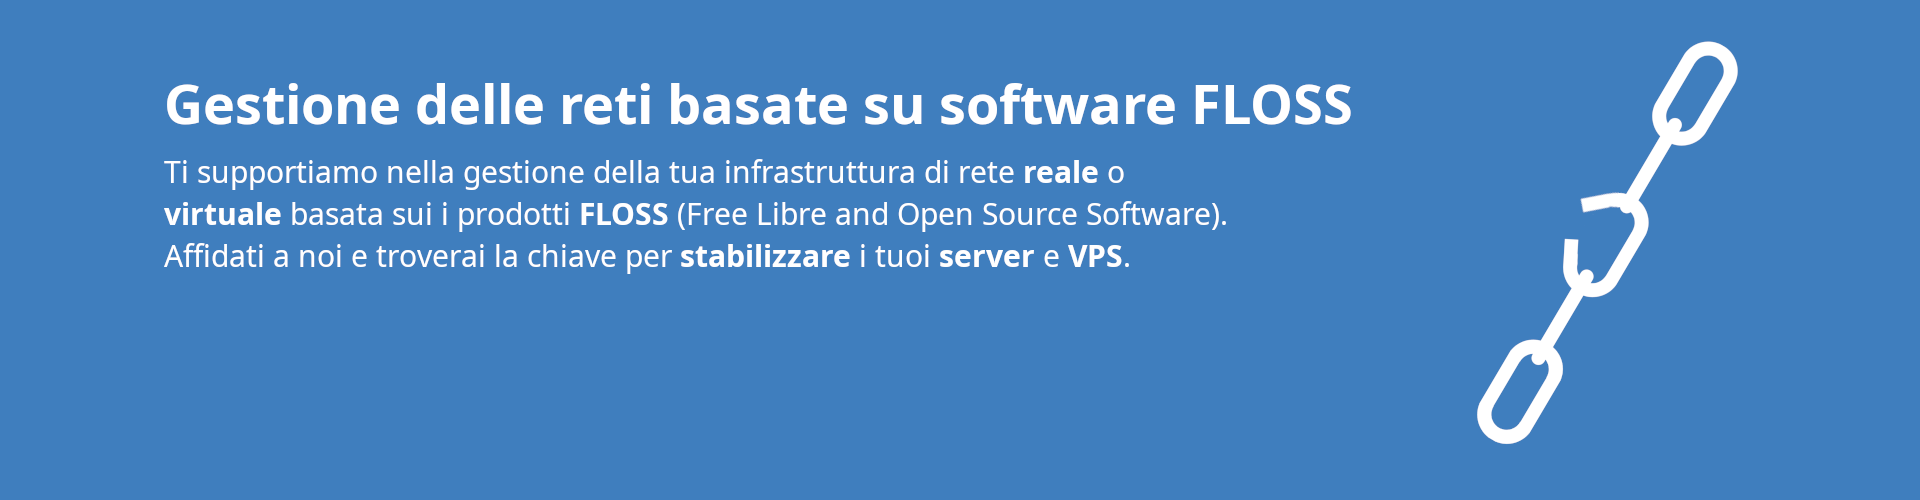 Gestione delle reti basate su software FLOSS
Ti supportiamo nella gestione della tua infrastruttura di rete reale o
virtuale basata sui i prodotti FLOSS (Free Libre and Open Source Software).
Affidati a noi e troverai la chiave per stabilizzare i tuoi server e VPS.